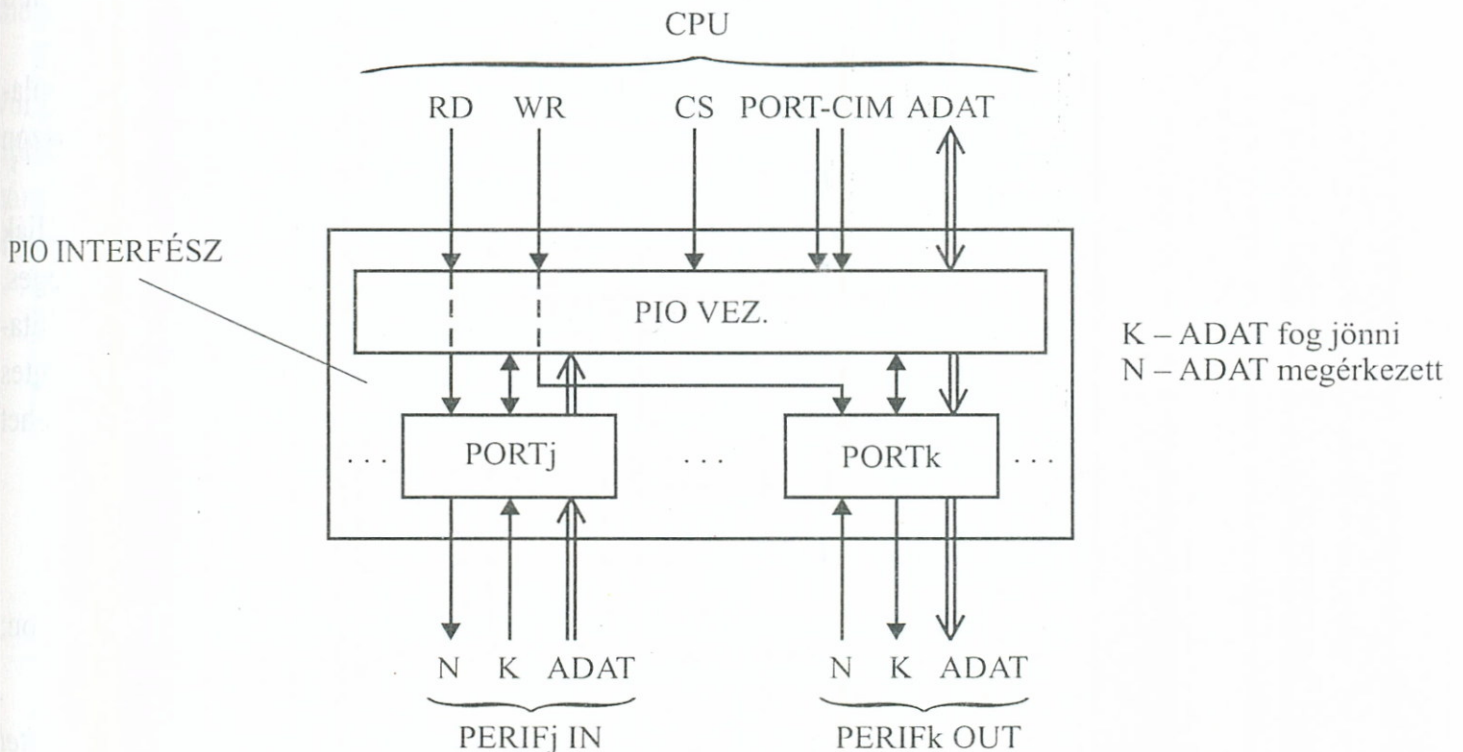 CPU
RD WR CS PORT-CIM ADAT
PIO INTERFÉSZ
PIO VEZ.
K – ADAT fog jönni
N – ADAT megérkezett
... PORTj ... PORTk ...
N K ADAT N K ADAT
PERIFj IN PERIFk OUT